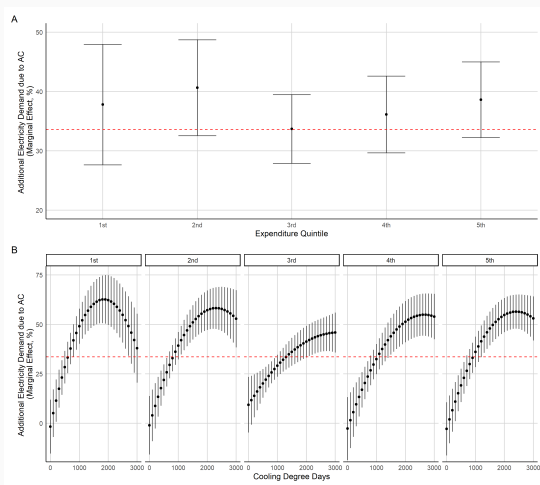 A
Additional Electricity Demand due to AC
(Marginal Effect, %)
50
40
30
20
1st
2nd
3rd
4th
5th
Expenditure Quintile
B
Additional Electricity Demand due to AC
(Marginal Effect, %)
1st
2nd
3rd
4th
5th
75
50
25
0
0 1000 2000 3000 0 1000 2000 3000 0 1000 2000 3000 0 1000 2000 3000 0 1000 2000 3000
Cooling Degree Days